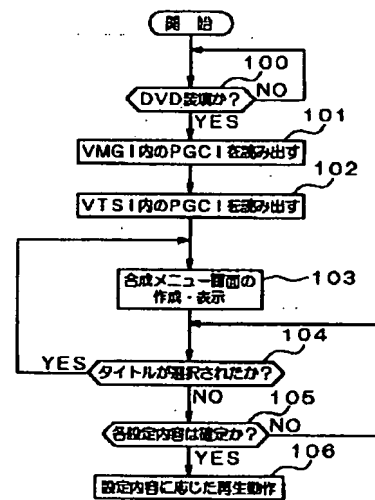 開始
100
DVD装填か?
NO
YES
101
VMGI内のPGCIを読み出す
102
VTSI内のPGCIを読み出す
合成メニュー画面の
作成・表示
103
104
YES
タイトルが選択されたか?
NO
105
各設定内容は確定か?
NO
YES
106
設定内容に応じた再生動作